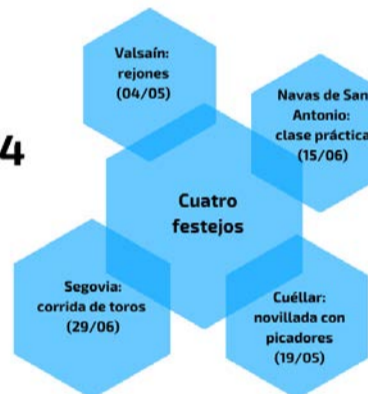 Valsaín:
rejones
(04/05)
Navas de San
Antonio:
clase práctica
(15/06)
4
Cuatro
festejos
Segovia:
corrida de toros
(29/06)
Cuéllar:
novillada con
picadores
(19/05)